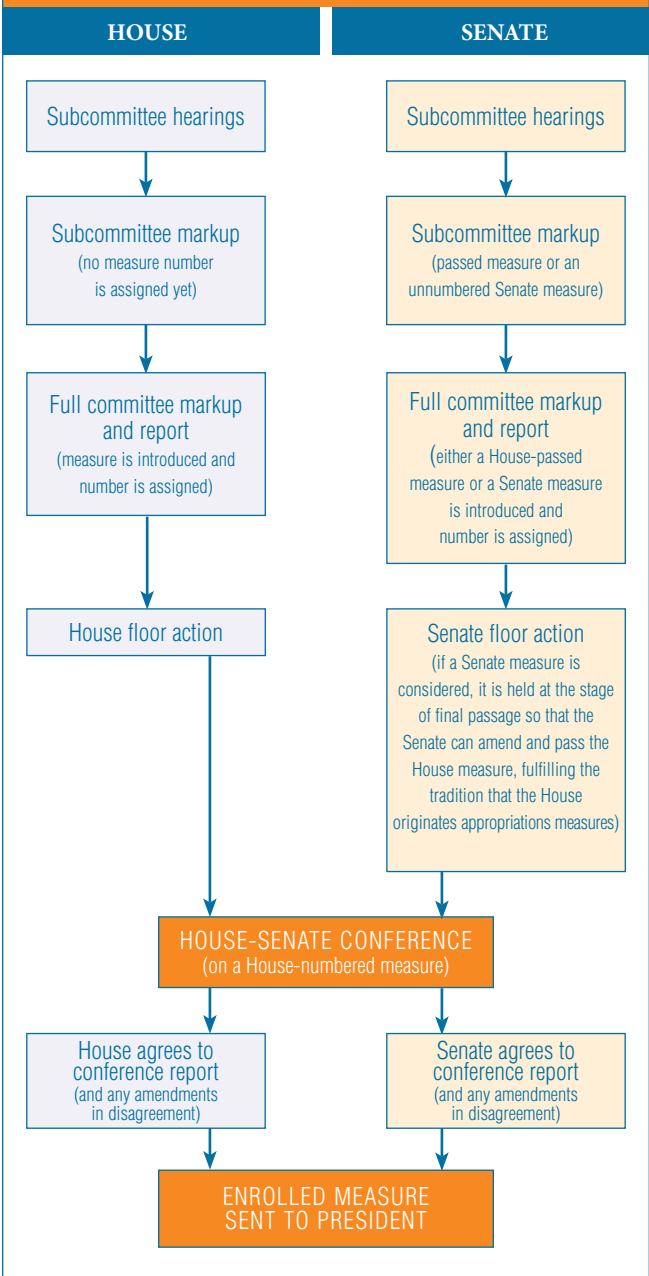 HOUSE
SENATE
Subcommittee hearings
Subcommittee hearings
Subcommittee markup
(no measure number
is assigned yet)
Subcommittee markup
(passed measure or an
unnumbered Senate measure)
Full committee markup
and report
(measure is introduced and
number is assigned)
Full committee markup
and report
(either a House-passed
measure or a Senate measure
is introduced and
number is assigned)
House floor action
Senate floor action
(if a Senate measure is
considered, it is held at the stage
of final passage so that the
Senate can amend and pass the
House measure, fulfilling the
tradition that the House
originates appropriations measures)
HOUSE-SENATE CONFERENCE
(on a House-numbered measure)
House agrees to
conference report
(and any amendments
in disagreement)
Senate agrees to
conference report
(and any amendments
in disagreement)
ENROLLED MEASURE
SENT TO PRESIDENT